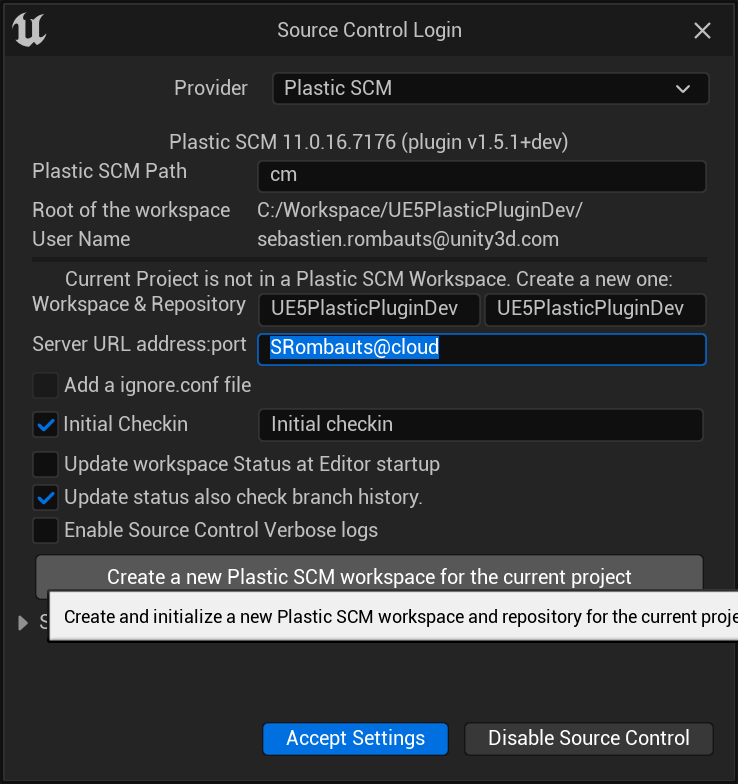 Source Control Login
Provider Plastic SCM
Plastic SCM 11.0.16.7176 (plugin v1.5.1+dev)
Plastic SCM Path cm
Root of the workspace C:/Workspace/UE5PlasticPluginDev/
User Name sebastien.rombauts@unity3d.com
Current Project is not in a Plastic SCM Workspace. Create a new one:
Workspace & Repository UE5PlasticPluginDev UE5PlasticPluginDev
Server URL address:port SRombauts@cloud
Add a ignore.conf file
Initial Checkin Initial checkin
Update workspace Status at Editor startup
Update status also check branch history.
Enable Source Control Verbose logs
Create a new Plastic SCM workspace for the current project
Create and initialize a new Plastic SCM workspace and repository for the current proje
Accept Settings Disable Source Control